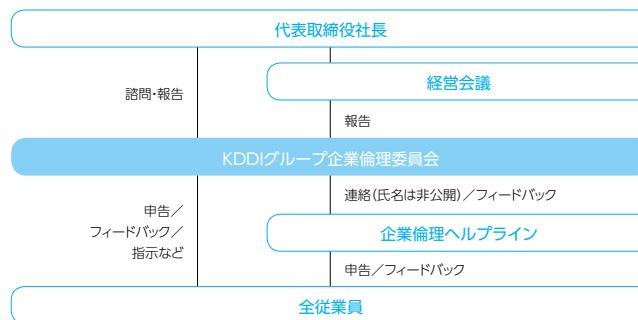 代表取締役社長
経営会議
諮問・報告
報告
KDDIグループ企業倫理委員会
連絡(氏名は非公開)／フィードバック
申告／
フィードバック／
指示など
企業倫理ヘルプライン
申告／フィードバック
全従業員